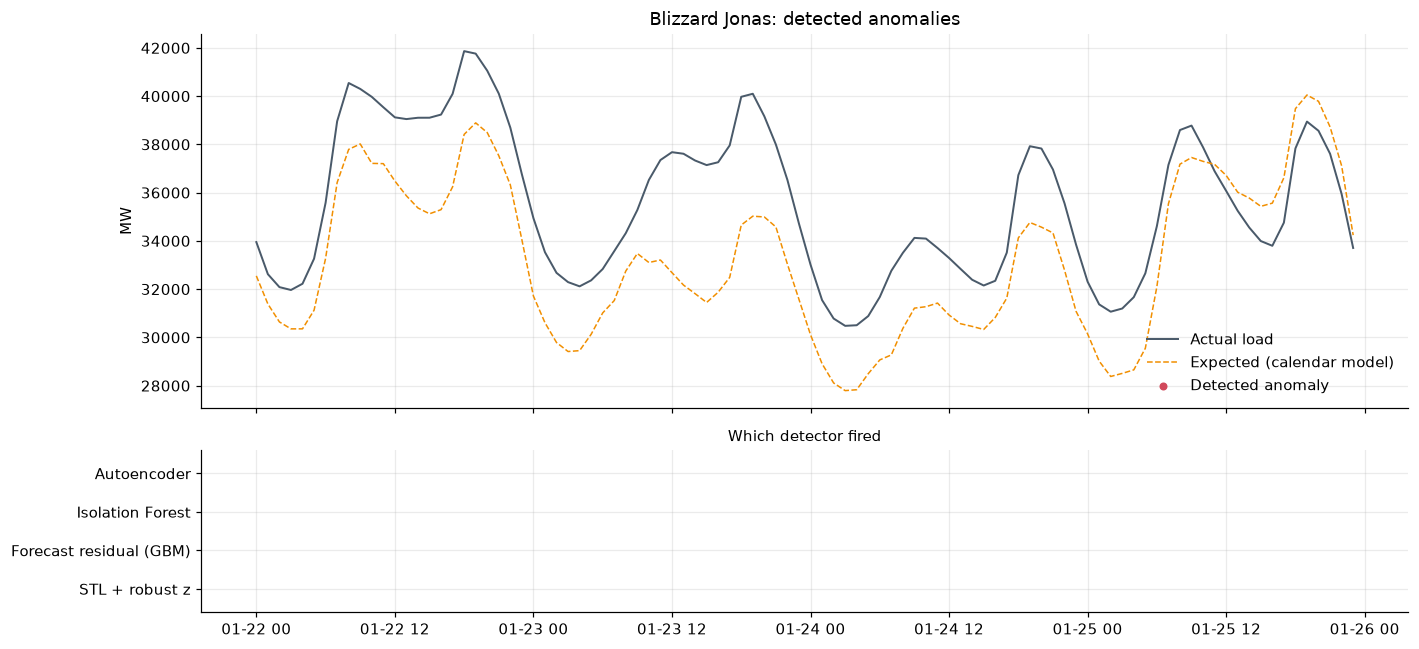 Blizzard Jonas: detected anomalies
MW
42000
40000
38000
36000
34000
32000
30000
28000
Actual load
Expected (calendar model)
Detected anomaly
Which detector fired
Autoencoder
Isolation Forest
Forecast residual (GBM)
STL + robust z
01-22 00
01-22 12
01-23 00
01-23 12
01-24 00
01-24 12
01-25 00
01-25 12
01-26 00